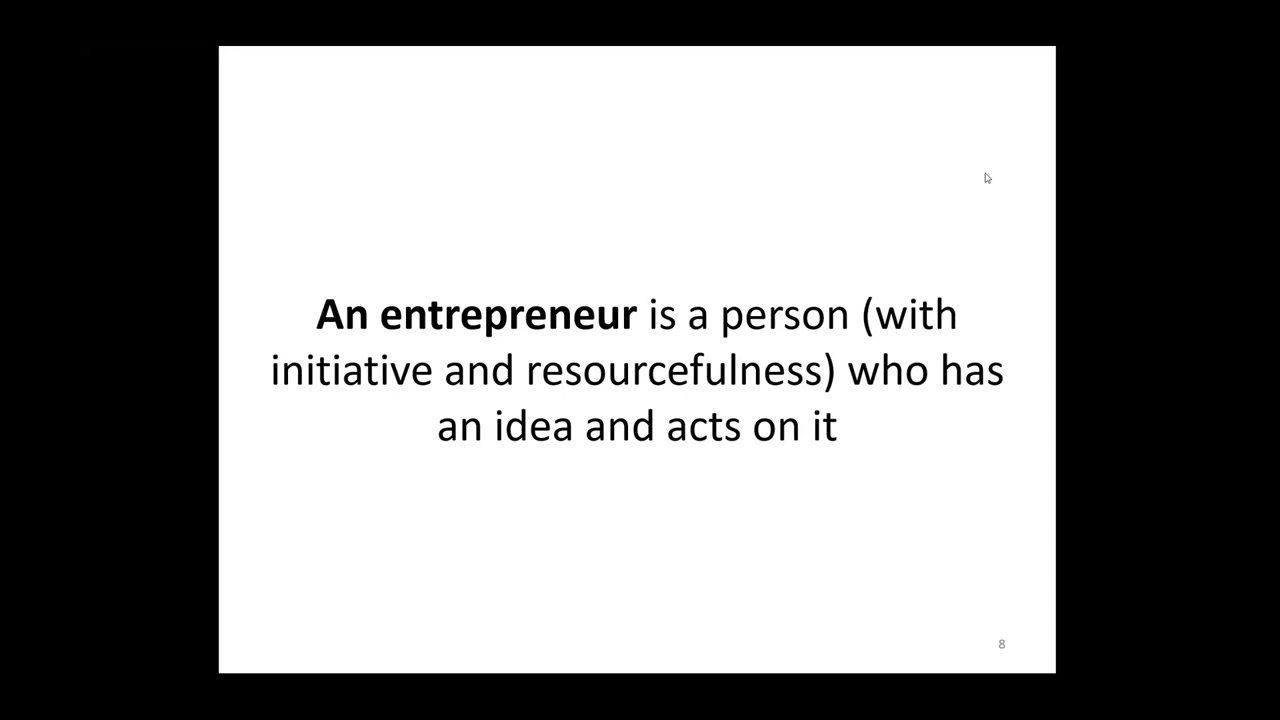 An entrepreneur is a person (with
initiative and resourcefulness) who has
an idea and acts on it
8